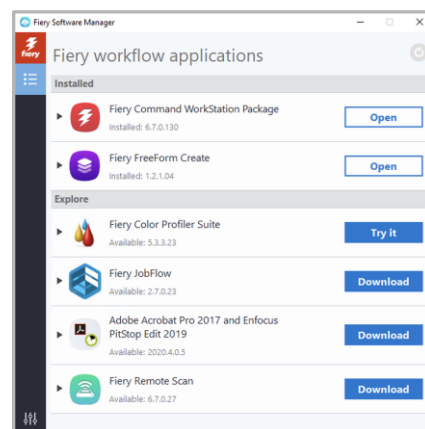 Fiery Software Manager
fiery
Fiery workflow applications
Installed
Fiery Command WorkStation Package
Installed: 6.7.0.130
Open
Fiery FreeForm Create
Installed: 1.2.1.04
Open
Explore
Fiery Color Profiler Suite
Available: 5.3.3.23
Try it
Fiery JobFlow
Available: 2.7.0.23
Download
Adobe Acrobat Pro 2017 and Enfocus
PitStop Edit 2019
Available: 2020.4.0.5
Download
Fiery Remote Scan
Available: 6.7.0.27
Download